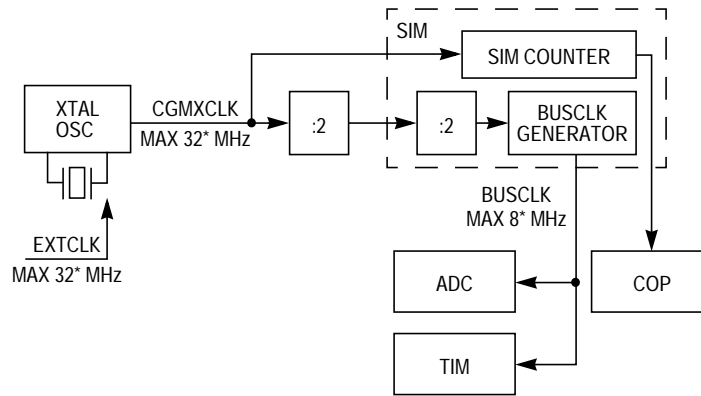 SIM
SIM COUNTER
XTAL
OSC
CGMXCLK
MAX 32* MHz
:2
:2
BUSCLK
GENERATOR
BUSCLK
MAX 8* MHz
EXTCLK
MAX 32* MHz
ADC
COP
TIM